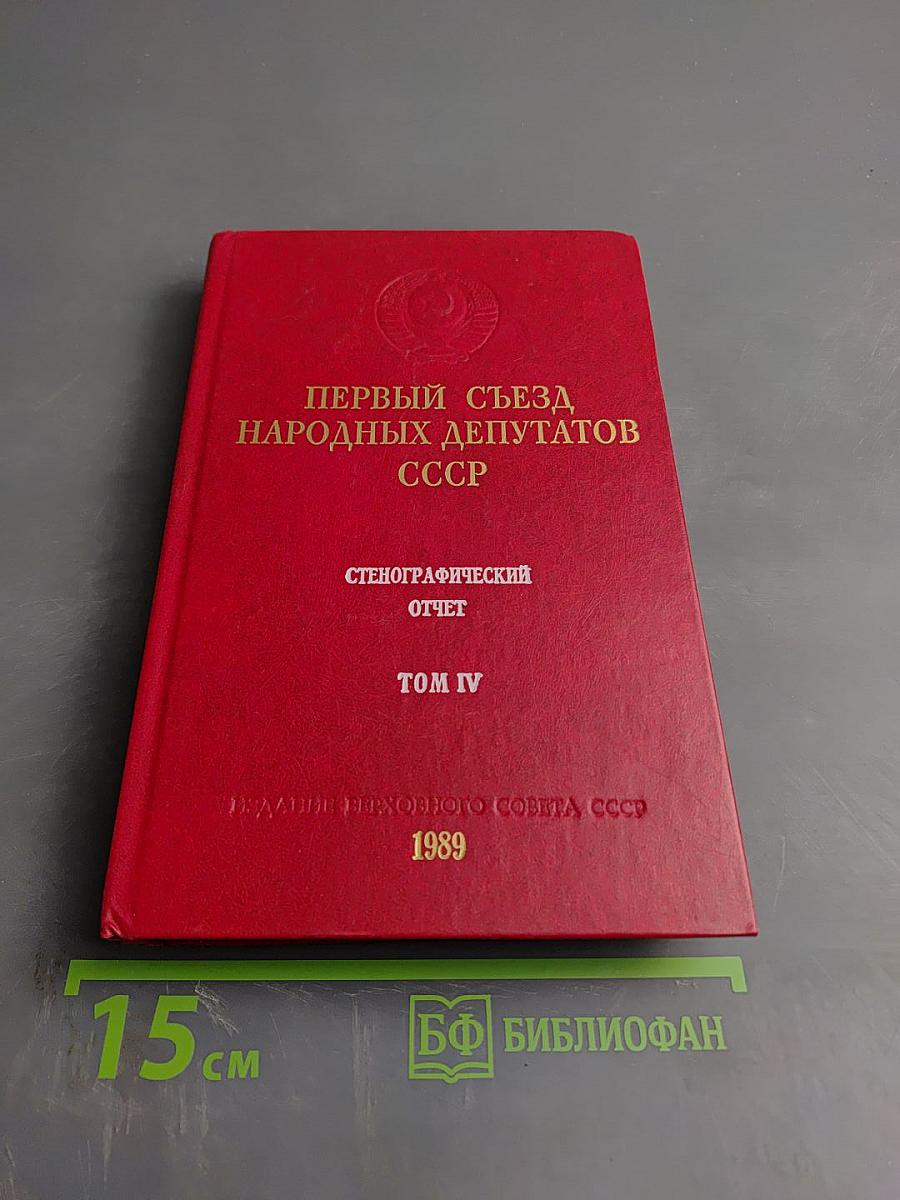 ПЕРВЫЙ СЪЕЗД
НАРОДНЫХ ДЕПУТАТОВ
СССР
СТЕНОГРАФИЧЕСКИЙ
ОТЧЕТ
ТОМ IV
ИЗДАНИЕ ВЕРХОВНОГО СОВЕТА СССР
1989
15 см
БФ БИБЛИОФАН